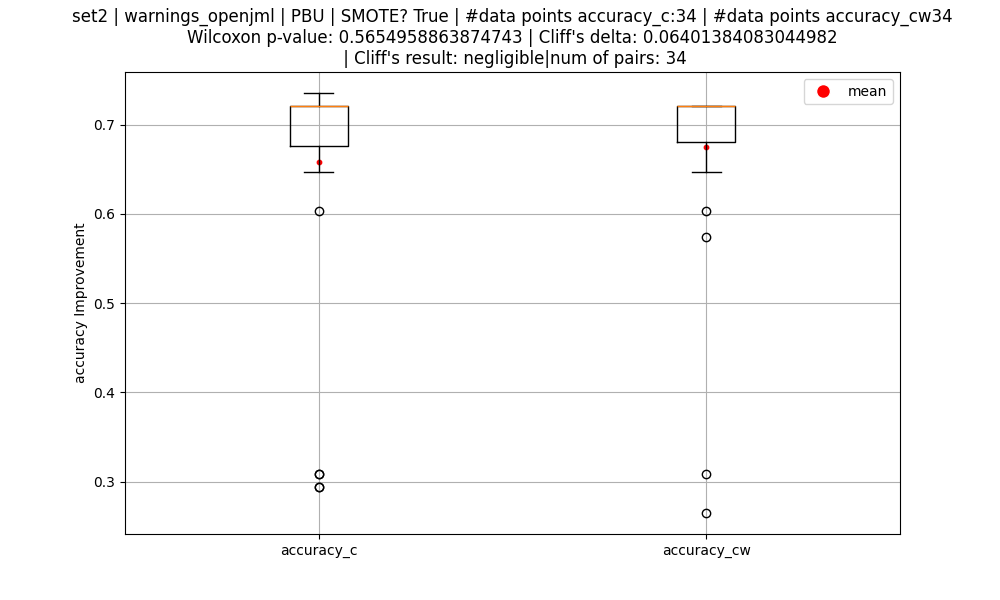 set2 | warnings_openjml | PBU | SMOTE? True | #data points accuracy_c:34 | #data points accuracy_cw34
Wilcoxon p-value: 0.5654958863874743 | Cliff's delta: 0.06401384083044982
| Cliff's result: negligible|num of pairs: 34
mean
0.7
0.6
0.5
0.4
0.3
accuracy Improvement
accuracy_c
accuracy_cw